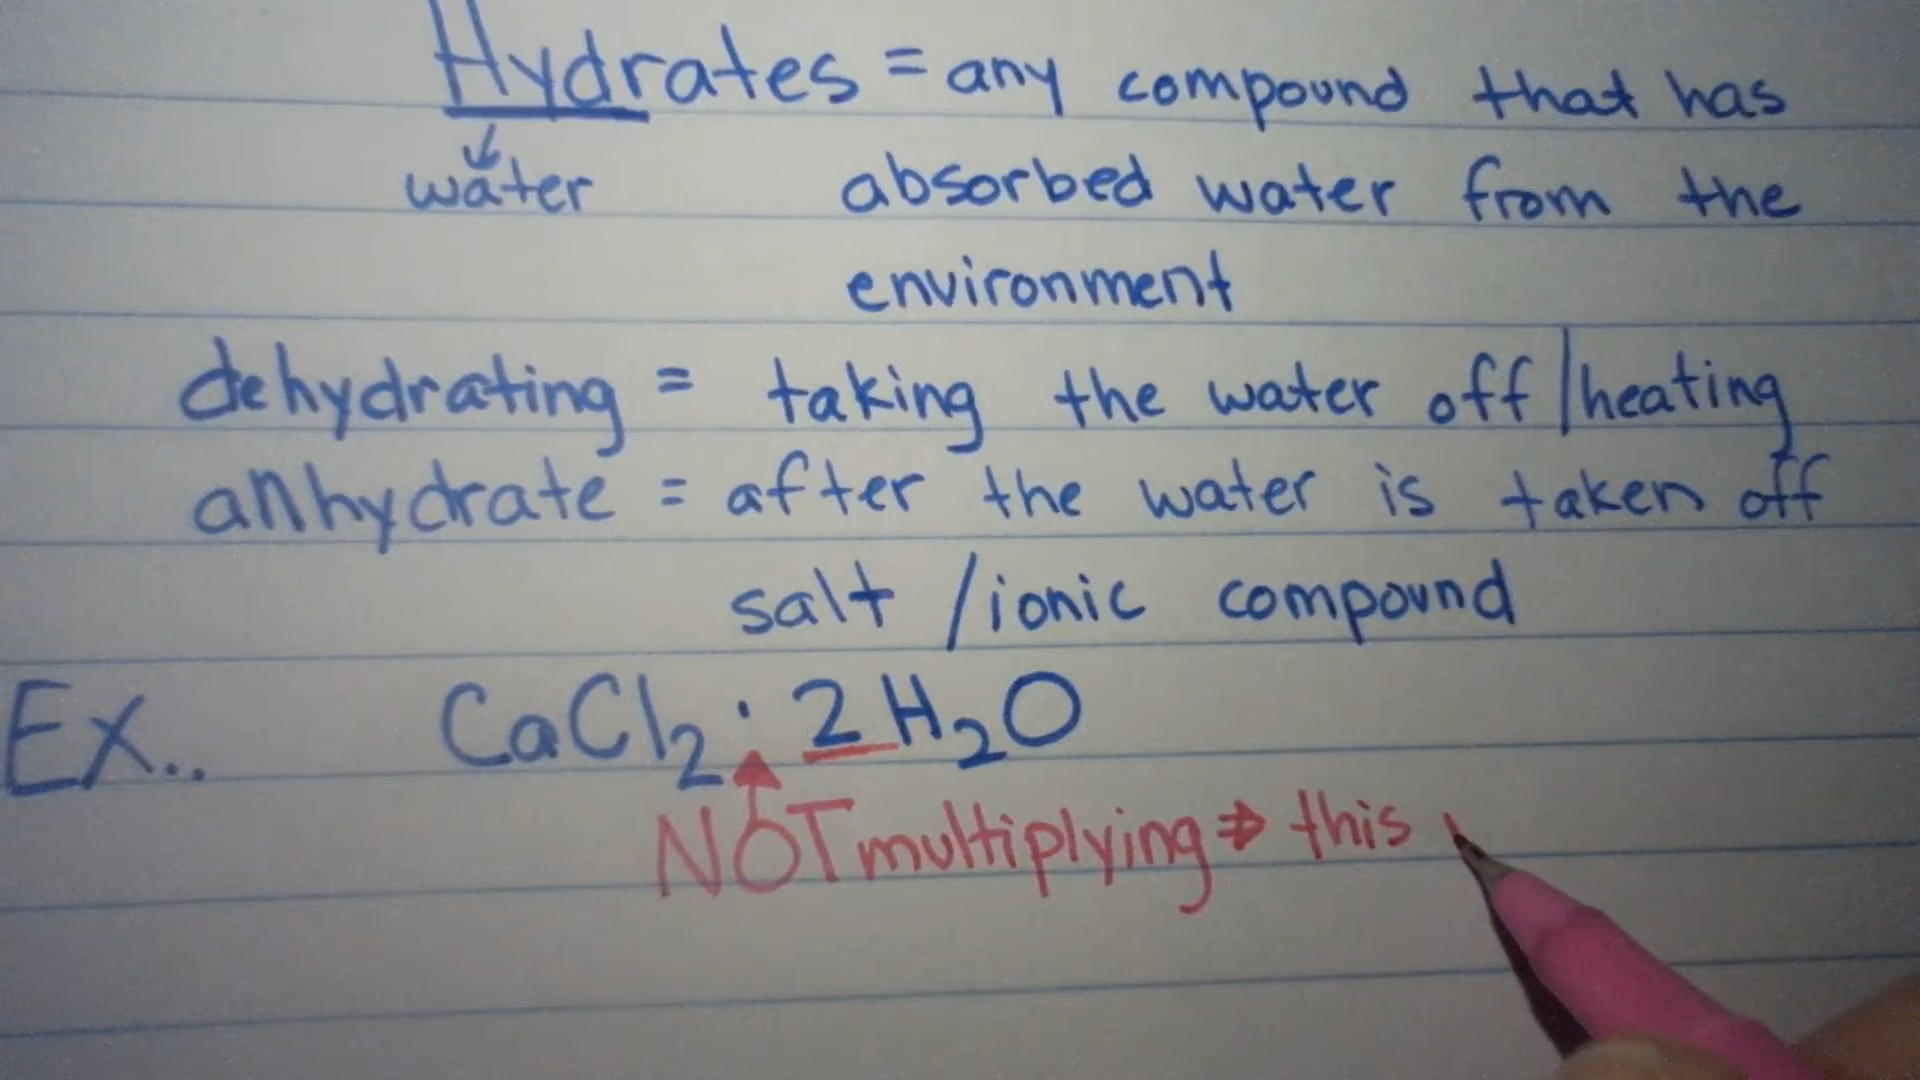 Hydrates = any compound that has
water absorbed water from the
environment
dehydrating = taking the water off/heating
anhydrate = after the water is taken off
salt/ionic compound
Ex.. CaCl₂ · 2H₂O
NOT multiplying ⇒ this